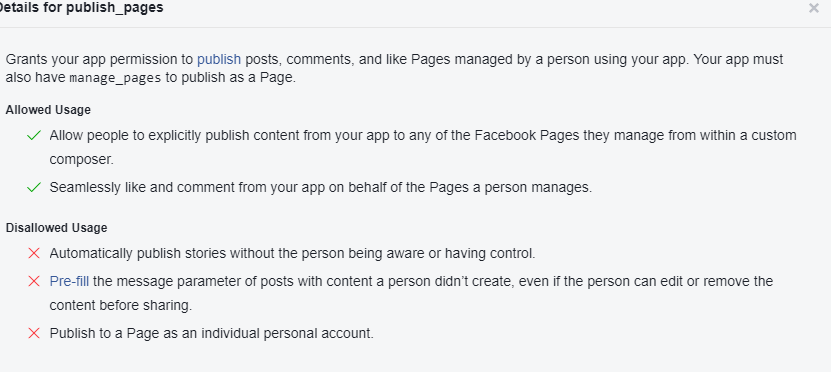 Details for publish_pages
Grants your app permission to publish posts, comments, and like Pages managed by a person using your app. Your app must
also have manage_pages to publish as a Page.
Allowed Usage
Allow people to explicitly publish content from your app to any of the Facebook Pages they manage from within a custom
composer.
Seamlessly like and comment from your app on behalf of the Pages a person manages.
Disallowed Usage
Automatically publish stories without the person being aware or having control.
Pre-fill the message parameter of posts with content a person didn't create, even if the person can edit or remove the
content before sharing.
Publish to a Page as an individual personal account.